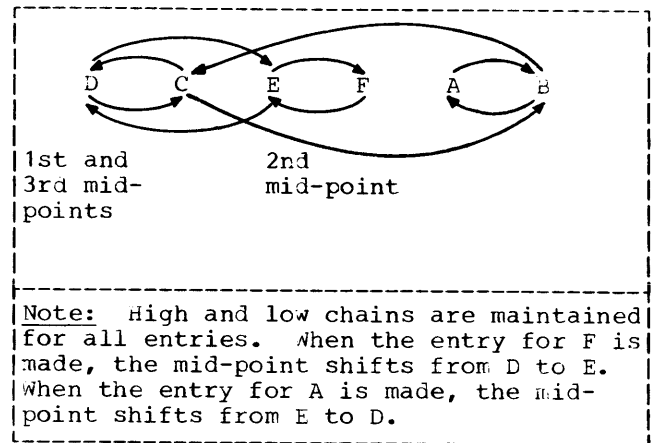 D C E F A B
1st and 2nd
3rd mid- mid-point
points
Note: High and low chains are maintained
for all entries. When the entry for F is
made, the mid-point shifts from D to E.
When the entry for A is made, the mid-
point shifts from E to D.